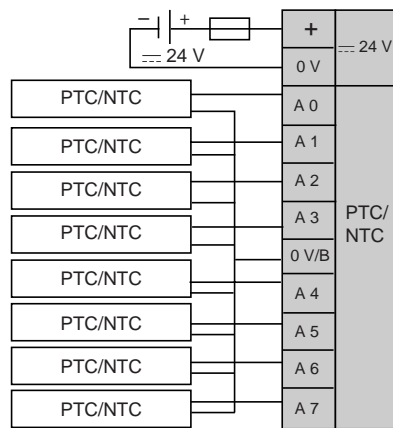 − +
⎓ 24 V
+
0 V
⎓ 24 V
PTC/NTC
PTC/NTC
PTC/NTC
PTC/NTC
PTC/NTC
PTC/NTC
PTC/NTC
PTC/NTC
A 0
A 1
A 2
A 3
0 V/B
A 4
A 5
A 6
A 7
PTC/
NTC